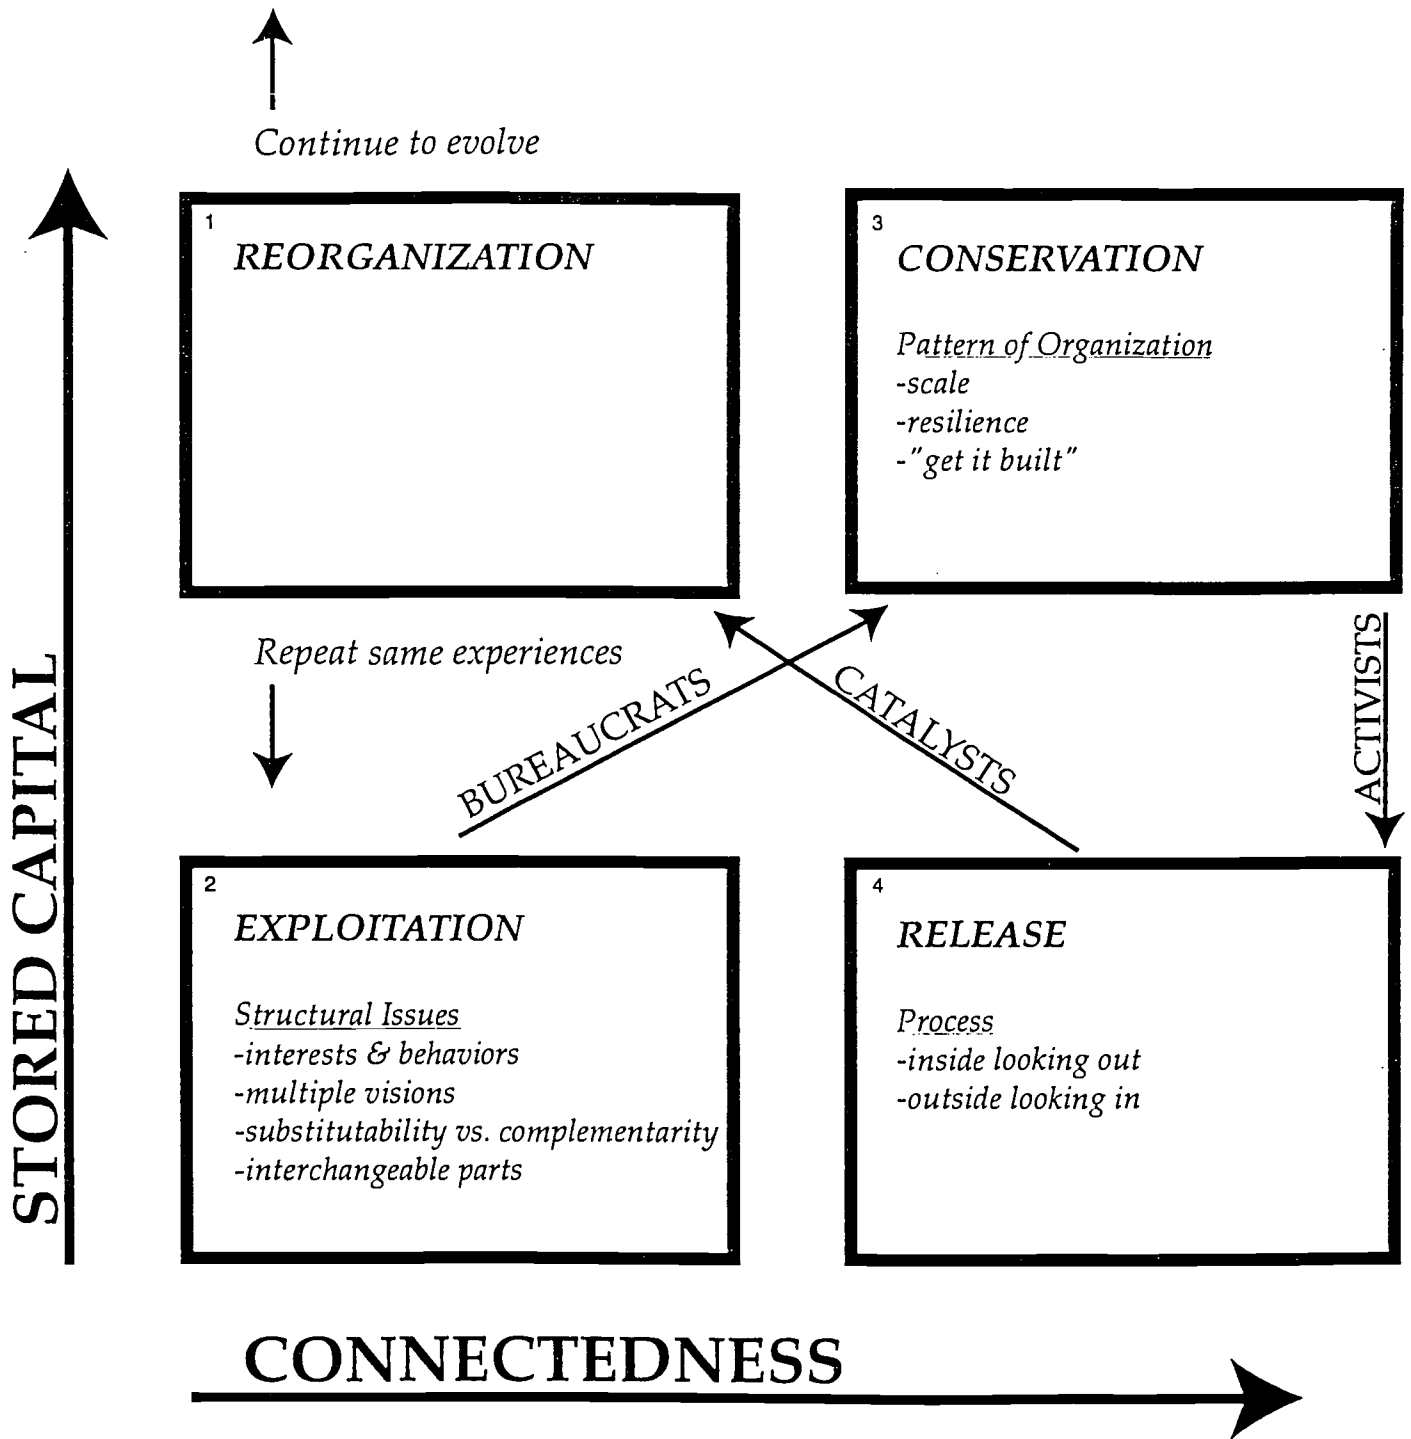 Continue to evolve
1
REORGANIZATION
3
CONSERVATION
Pattern of Organization
-scale
-resilience
-"get it built"
Repeat same experiences
BUREAUCRATS
CATALYSTS
ACTIVISTS
STORED CAPITAL
2
EXPLOITATION
Structural Issues
-interests & behaviors
-multiple visions
-substitutability vs. complementarity
-interchangeable parts
4
RELEASE
Process
-inside looking out
-outside looking in
CONNECTEDNESS